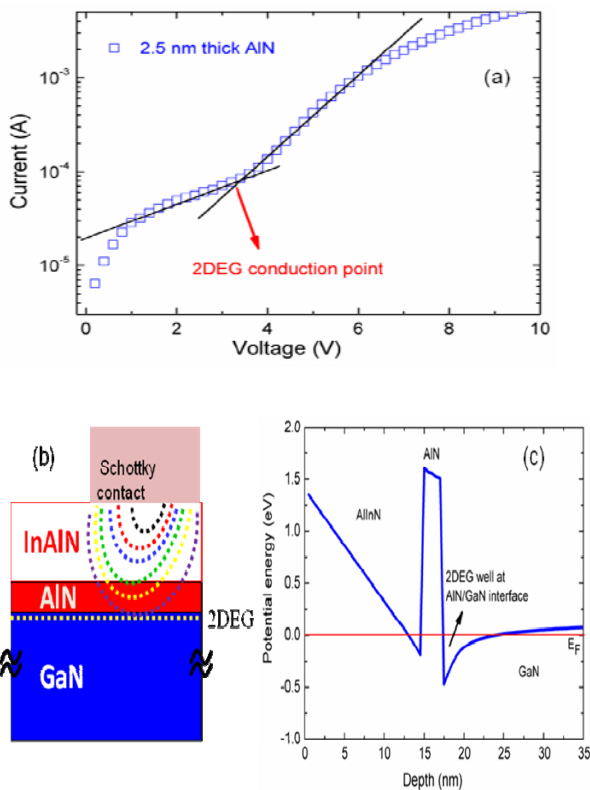 2.5 nm thick AlN
(a)
Current (A)
10⁻³
10⁻⁴
10⁻⁵
2DEG conduction point
0 2 4 6 8 10
Voltage (V)
(b)
Schottky
contact
InAlN
AlN
2DEG
GaN
(c)
Potential energy (eV)
2.0
1.5
1.0
0.5
0.0
-0.5
-1.0
AlN
AlInN
2DEG well at
AlN/GaN
interface
E_F
GaN
0 5 10 15 20 25 30 35
Depth (nm)